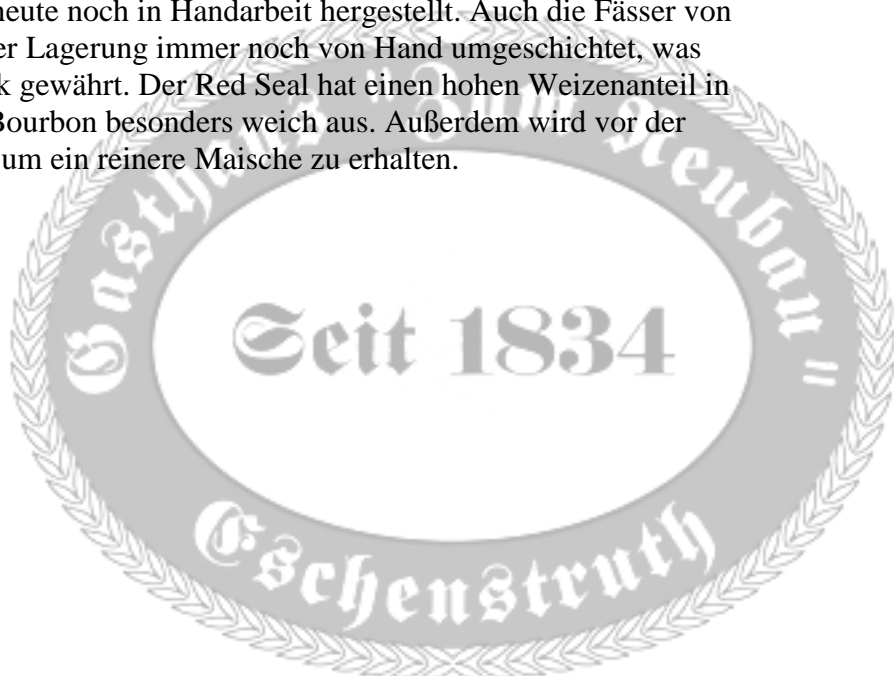 heute noch in Handarbeit hergestellt. Auch die Fässer von
er Lagerung immer noch von Hand umgeschichtet, was
k gewährt. Der Red Seal hat einen hohen Weizenanteil in
Bourbon besonders weich aus. Außerdem wird vor der
um ein reinere Maische zu erhalten.
Gasthaus "Zum Neubau"
Seit 1834
Eschenstruth